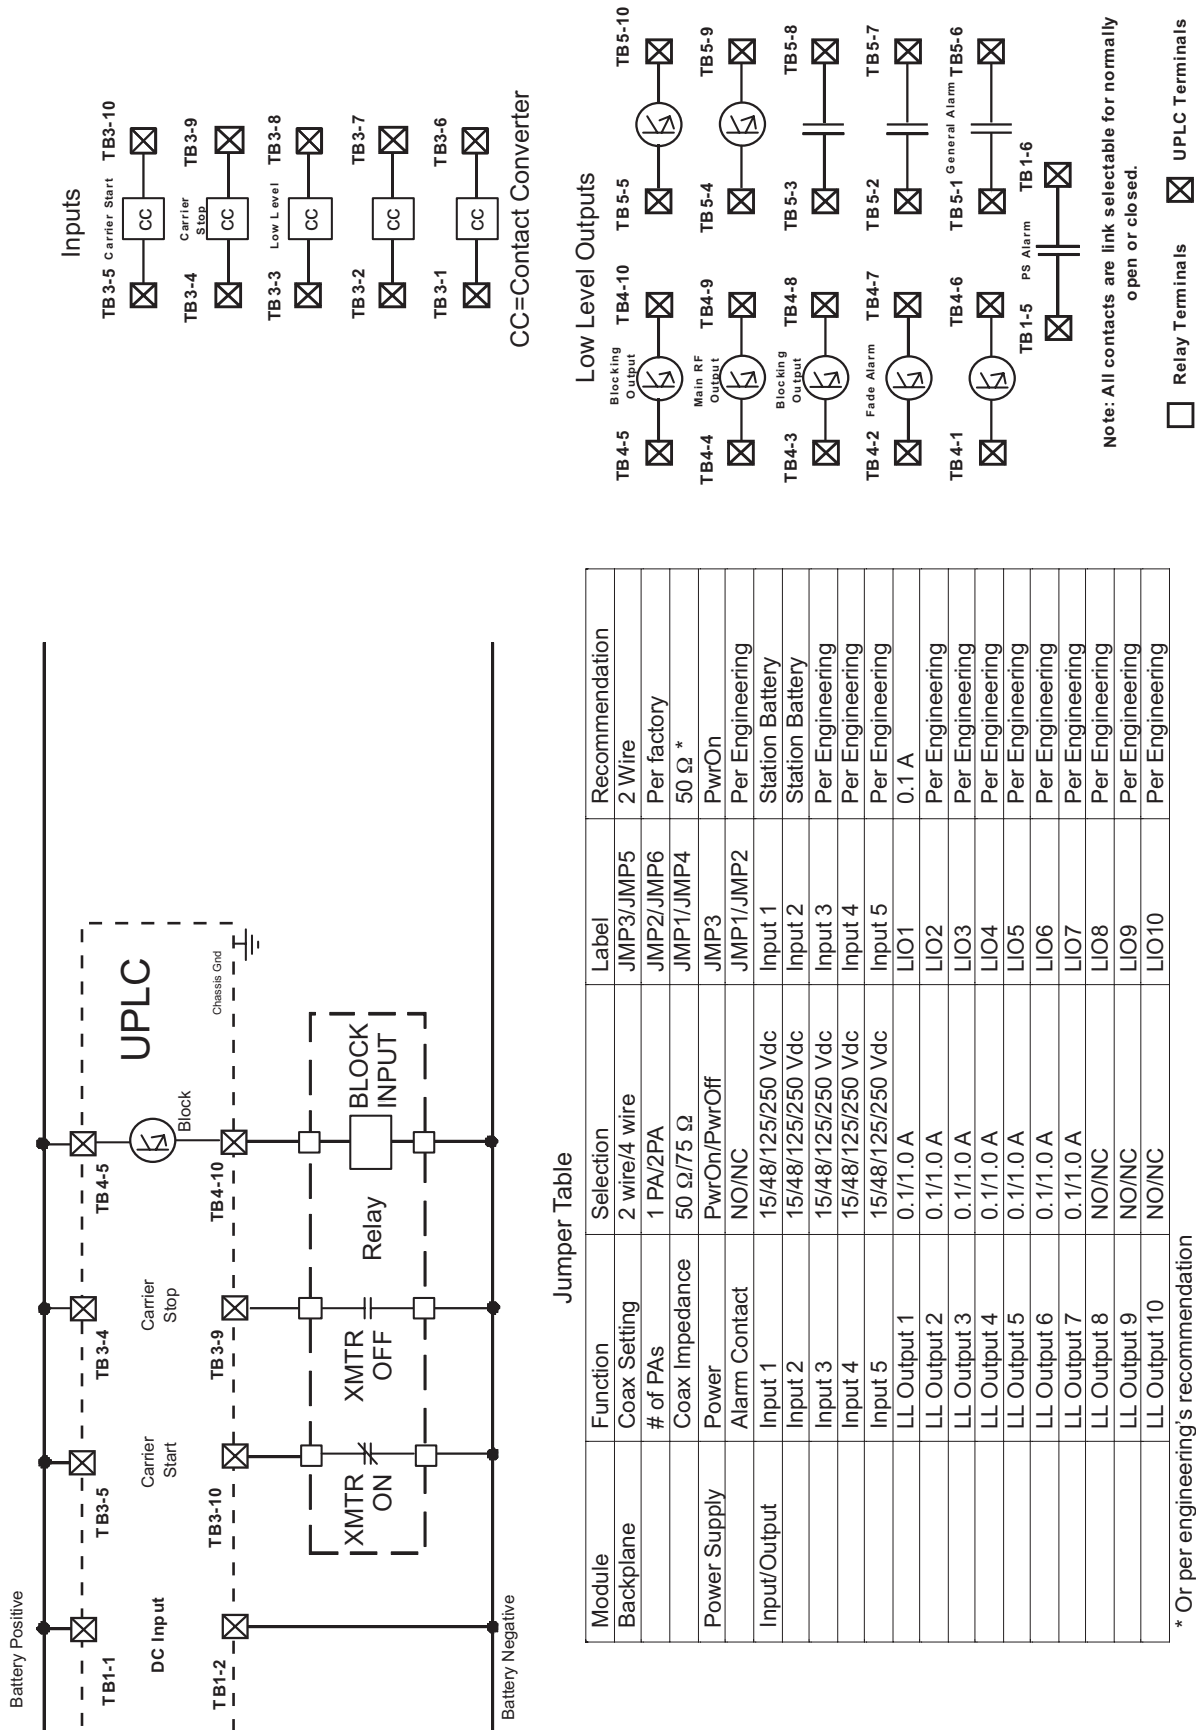 Battery Positive
TB1-1
DC Input
TB1-2
Battery Negative
TB3-5
Carrier
Start
TB3-10
XMTR
ON
TB3-4
Carrier
Stop
TB3-9
XMTR
OFF
Relay
TB4-5
Block
TB4-10
BLOCK
INPUT
UPLC
Chassis Gnd
Inputs
TB3-5 Carrier Start TB3-10
CC
TB3-4 Carrier Stop TB3-9
CC
TB3-3 Low Level TB3-8
CC
TB3-2 TB3-7
CC
TB3-1 TB3-6
CC
CC=Contact Converter
Jumper Table
Module Function Selection Label Recommendation
Backplane Coax Setting 2 wire/4 wire JMP3/JMP5 2 Wire
# of PAs 1 PA/2PA JMP2/JMP6 Per factory
Coax Impedance 50 Ω/75 Ω JMP1/JMP4 50 Ω *
Power Supply Power PwrOn/PwrOff JMP3 PwrOn
Alarm Contact NO/NC JMP1/JMP2 Per Engineering
Input/Output Input 1 15/48/125/250 Vdc Input 1 Station Battery
Input 2 15/48/125/250 Vdc Input 2 Station Battery
Input 3 15/48/125/250 Vdc Input 3 Per Engineering
Input 4 15/48/125/250 Vdc Input 4 Per Engineering
Input 5 15/48/125/250 Vdc Input 5 Per Engineering
LL Output 1 0.1/1.0 A LIO1 0.1 A
LL Output 2 0.1/1.0 A LIO2 Per Engineering
LL Output 3 0.1/1.0 A LIO3 Per Engineering
LL Output 4 0.1/1.0 A LIO4 Per Engineering
LL Output 5 0.1/1.0 A LIO5 Per Engineering
LL Output 6 0.1/1.0 A LIO6 Per Engineering
LL Output 7 0.1/1.0 A LIO7 Per Engineering
LL Output 8 NO/NC LIO8 Per Engineering
LL Output 9 NO/NC LIO9 Per Engineering
LL Output 10 NO/NC LIO10 Per Engineering
* Or per engineering's recommendation
Low Level Outputs
TB4-5 Blocking Output TB4-10 TB5-5 TB5-10
TB4-4 Main RF Output TB4-9 TB5-4 TB5-9
TB4-3 Blocking Output TB4-8 TB5-3 TB5-8
TB4-2 Fade Alarm TB4-7 TB5-2 TB5-7
TB4-1 TB4-6 TB5-1 General Alarm TB5-6
TB1-5 PS Alarm TB1-6
Note: All contacts are link selectable for normally
open or closed.
Relay Terminals UPLC Terminals